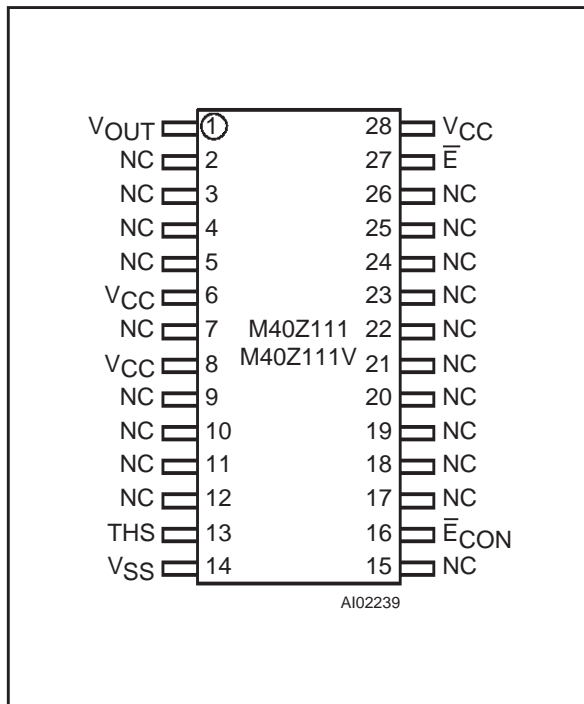 VOUT 1 28 VCC
NC 2 27 E̅
NC 3 26 NC
NC 4 25 NC
NC 5 24 NC
VCC 6 23 NC
NC 7 M40Z111 22 NC
VCC 8 M40Z111V 21 NC
NC 9 20 NC
NC 10 19 NC
NC 11 18 NC
NC 12 17 NC
THS 13 16 E̅CON
VSS 14 15 NC
AI02239